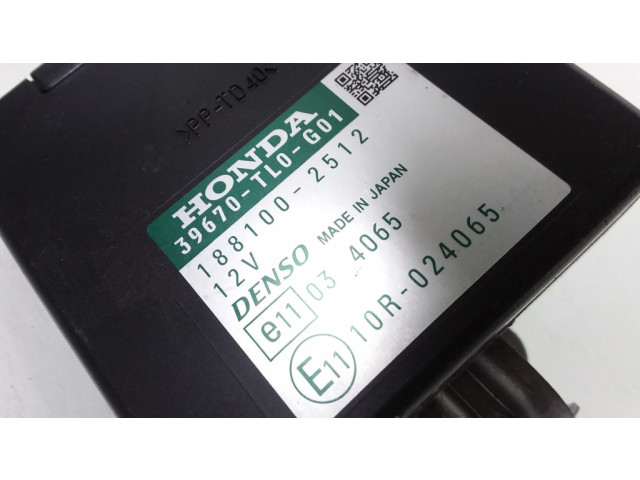 >PP-TD40<
HONDA
39670-TL0-G01
188100-2512
12V
DENSO MADE IN JAPAN
e11 03 4065
E11 10R-024065